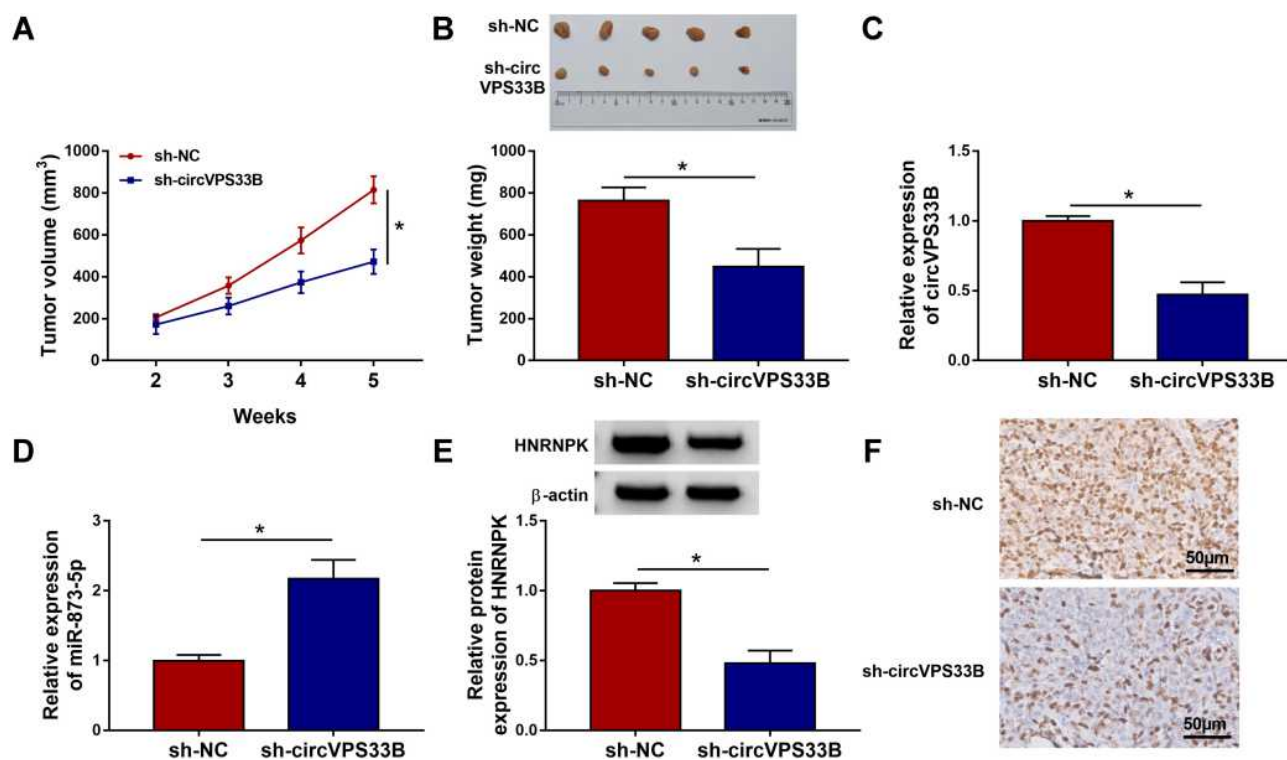 A
sh-NC
sh-circVPS33B
Tumor volume (mm³)
1000
800
600
400
200
0
2 3 4 5
Weeks
*
B
sh-NC
sh-circ
VPS33B
Tumor weight (mg)
800
600
400
200
0
*
sh-NC sh-circVPS33B
C
Relative expression
of circVPS33B
1.5
1.0
0.5
0.0
*
sh-NC sh-circVPS33B
D
Relative expression
of miR-873-5p
3
2
1
0
*
sh-NC sh-circVPS33B
E
HNRNPK
β-actin
Relative protein
expression of HNRNPK
1.5
1.0
0.5
0.0
*
sh-NC sh-circVPS33B
F
sh-NC
50μm
sh-circVPS33B
50μm